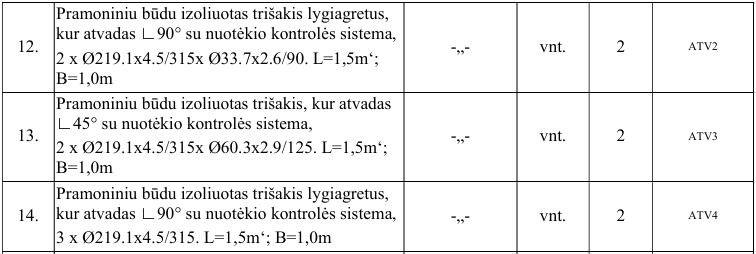 12.
Pramoniniu būdu izoliuotas trišakis lygiagretus,
kur atvadas ∟90° su nuotėkio kontrolės sistema,
2 x Ø219.1x4.5/315x Ø33.7x2.6/90. L=1,5m‘;
B=1,0m
-„-
vnt.
2
ATV2
13.
Pramoniniu būdu izoliuotas trišakis, kur atvadas
∟45° su nuotėkio kontrolės sistema,
2 x Ø219.1x4.5/315x Ø60.3x2.9/125. L=1,5m‘;
B=1,0m
-„-
vnt.
2
ATV3
14.
Pramoniniu būdu izoliuotas trišakis lygiagretus,
kur atvadas ∟90° su nuotėkio kontrolės sistema,
3 x Ø219.1x4.5/315. L=1,5m‘; B=1,0m
-„-
vnt.
2
ATV4